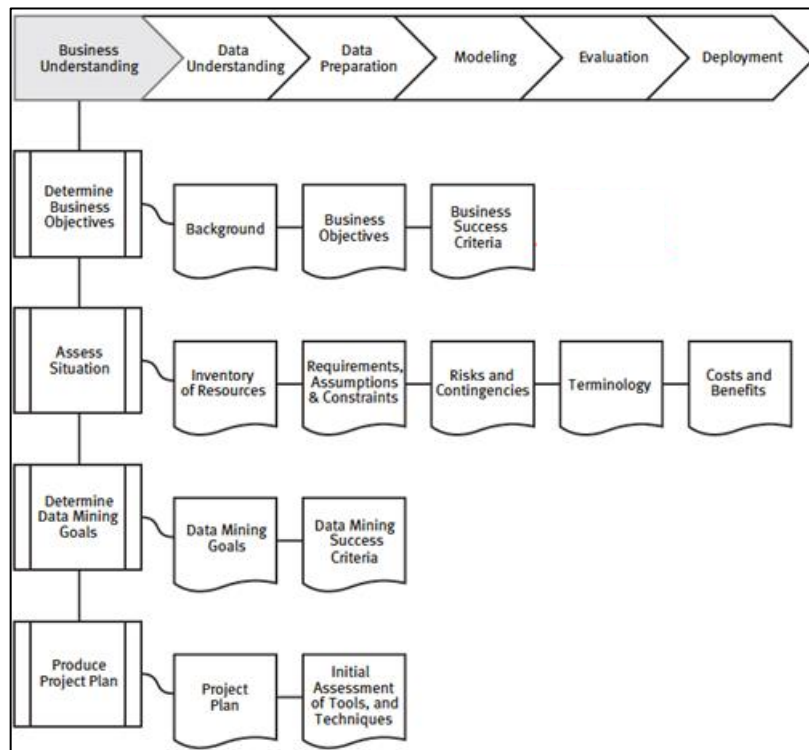 Business
Understanding
Data
Understanding
Data
Preparation
Modeling
Evaluation
Deployment
Determine
Business
Objectives
Background
Business
Objectives
Business
Success
Criteria
Assess
Situation
Inventory
of Resources
Requirements,
Assumptions
& Constraints
Risks and
Contingencies
Terminology
Costs and
Benefits
Determine
Data Mining
Goals
Data Mining
Goals
Data Mining
Success
Criteria
Produce
Project Plan
Project
Plan
Initial
Assessment
of Tools, and
Techniques